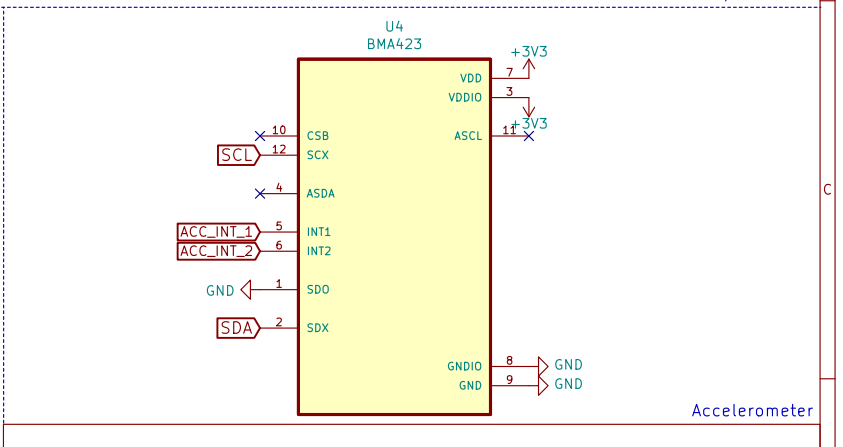 U4
BMA423
+3V3
7 VDD
3 VDDIO
+3V3
10 CSB
11 ASCL
SCL 12 SCX
C
4 ASDA
ACC_INT_1 5 INT1
ACC_INT_2 6 INT2
GND 1 SDO
SDA 2 SDX
GNDIO 8 GND
GND 9 GND
Accelerometer